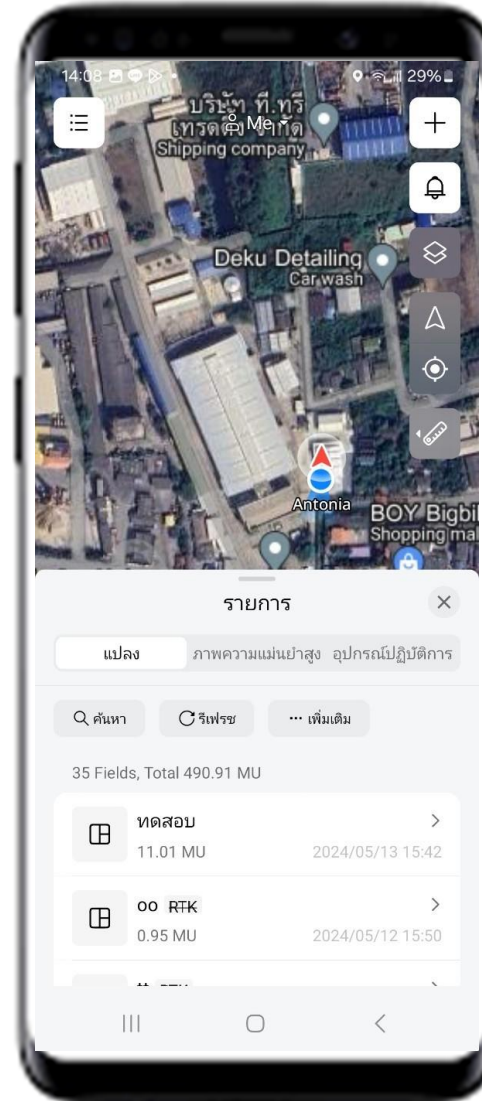 14:08
29%
บริษัท ที.ทรี
เทรดดิ้ง จำกัด
Me
Shipping company
Deku Detailing
Car wash
Antonia
BOY Bigbil
Shopping mal
รายการ
แปลง
ภาพความแม่นยำสูง
อุปกรณ์ปฏิบัติการ
ค้นหา
รีเฟรช
เพิ่มเติม
35 Fields, Total 490.91 MU
ทดสอบ
11.01 MU
2024/05/13 15:42
oo RTK
0.95 MU
2024/05/12 15:50